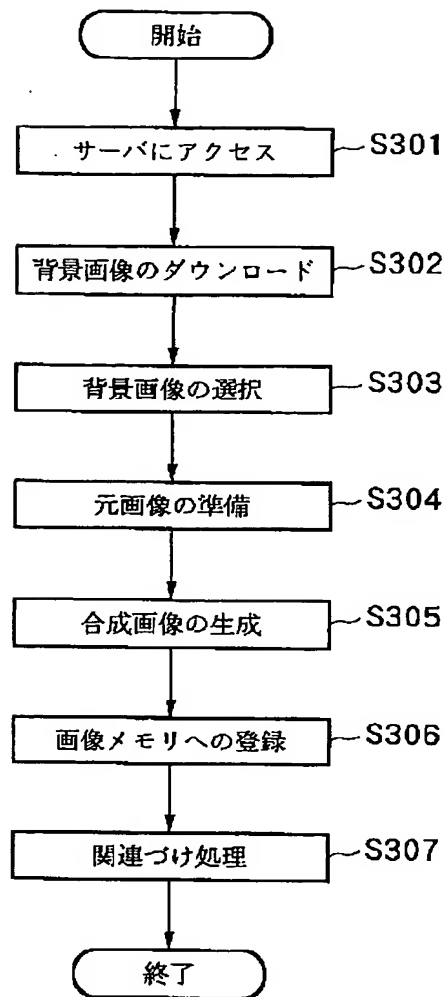 開始
サーバにアクセス S301
背景画像のダウンロード S302
背景画像の選択 S303
元画像の準備 S304
合成画像の生成 S305
画像メモリへの登録 S306
関連づけ処理 S307
終了